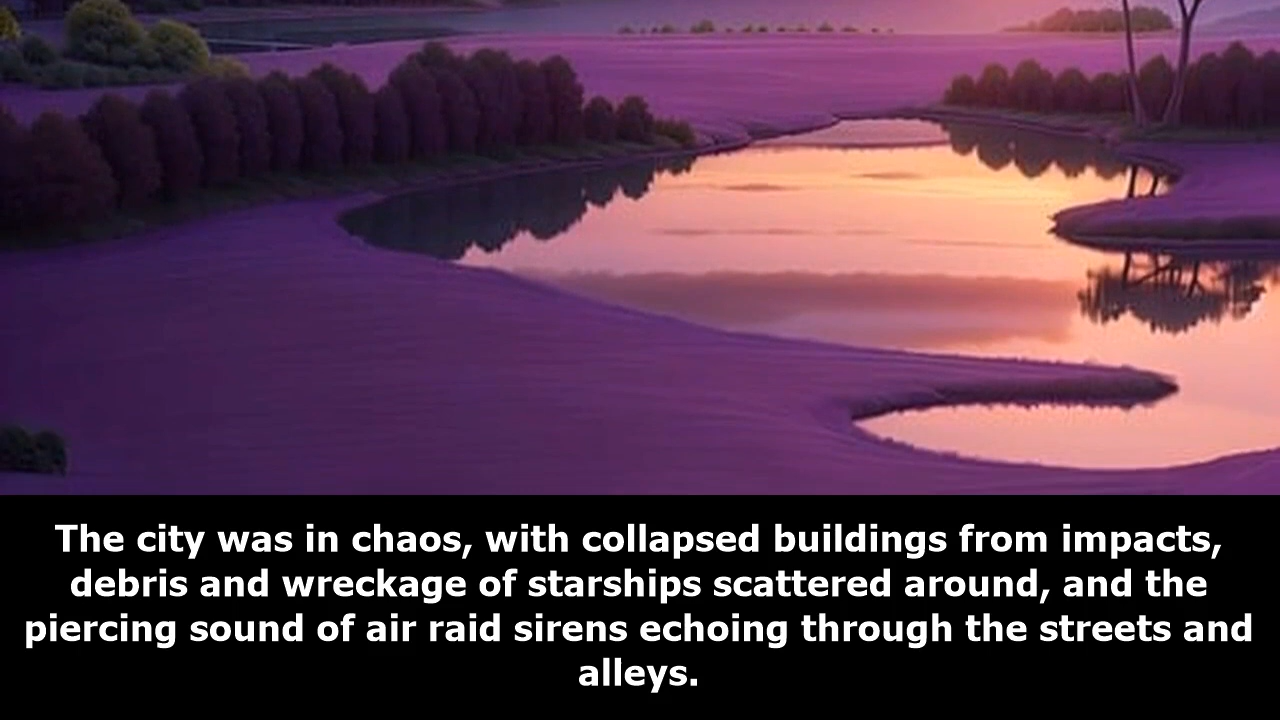 The city was in chaos, with collapsed buildings from impacts,
debris and wreckage of starships scattered around, and the
piercing sound of air raid sirens echoing through the streets and
alleys.